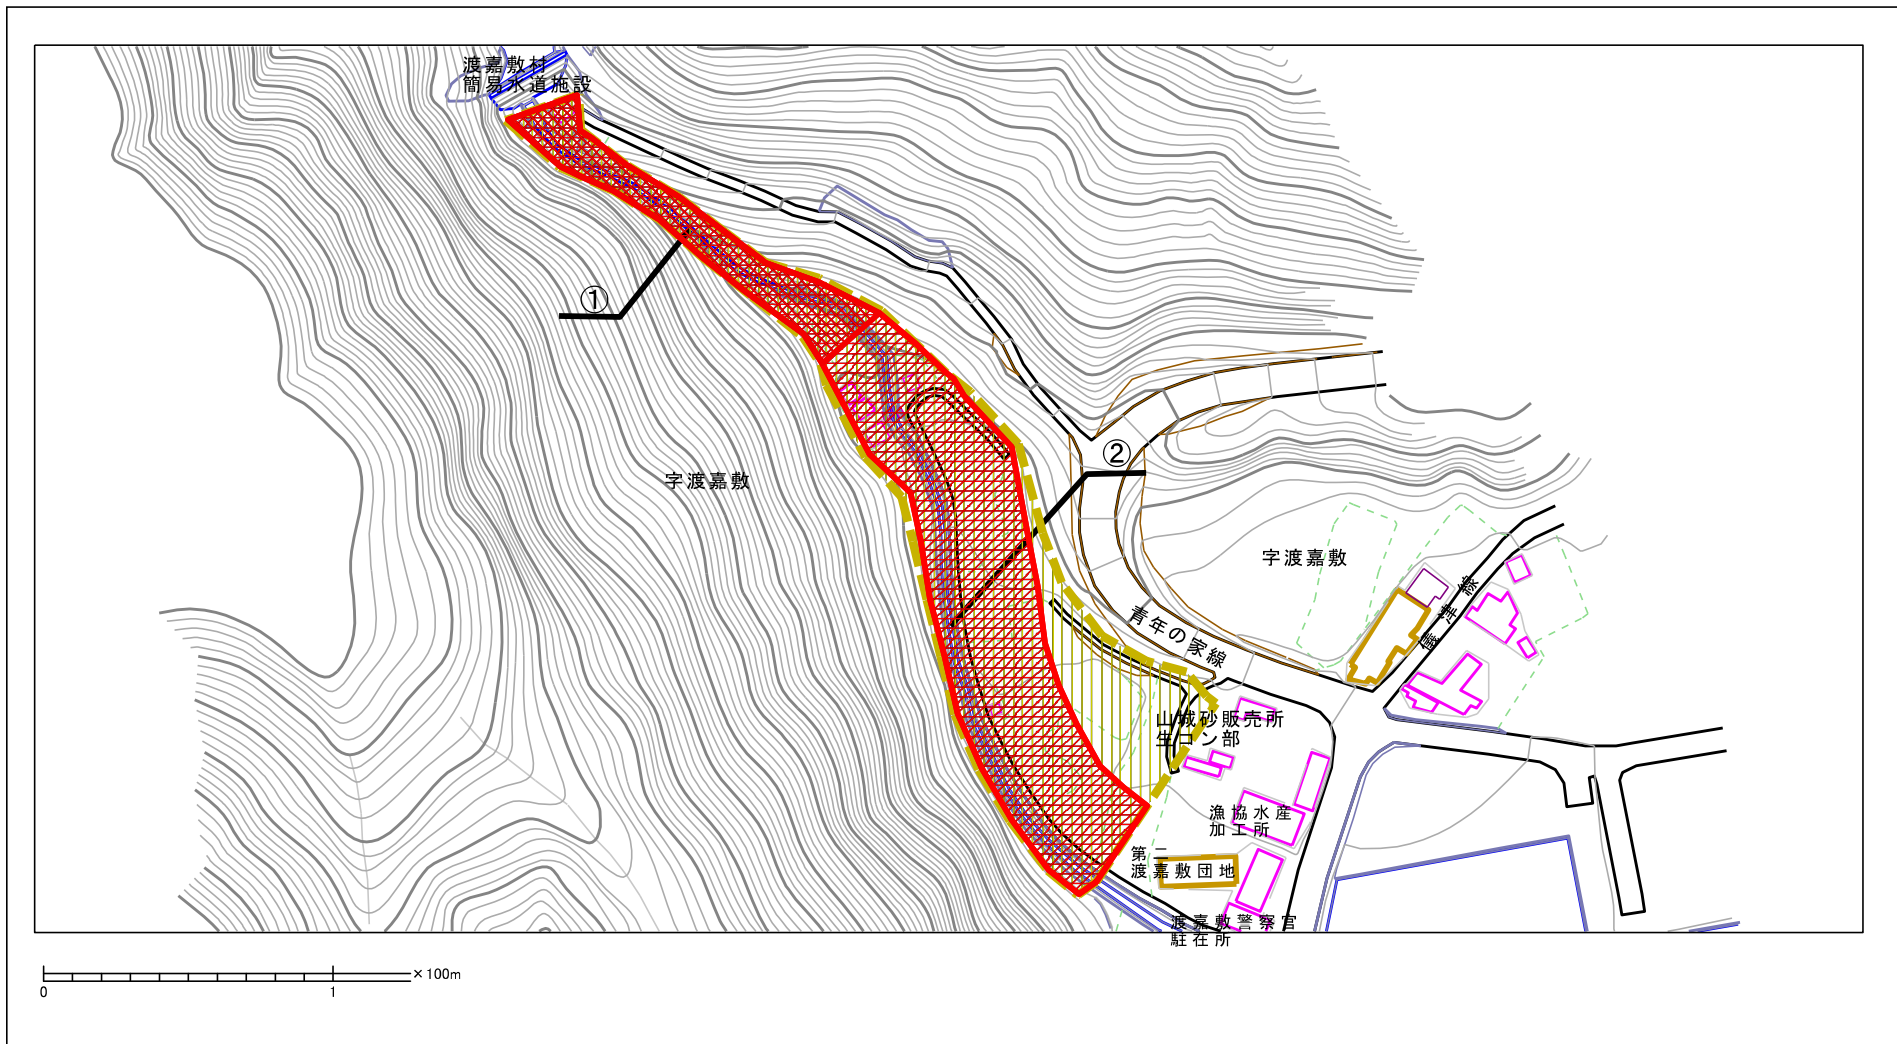 渡嘉敷村
簡易水道施設
①
②
字渡嘉敷
字渡嘉敷
儀津線
青年の家線
山城砂販売所
生コン部
漁協水産
加工所
第二
渡嘉敷団地
渡嘉敷警察官
駐在所
×100m
0
1